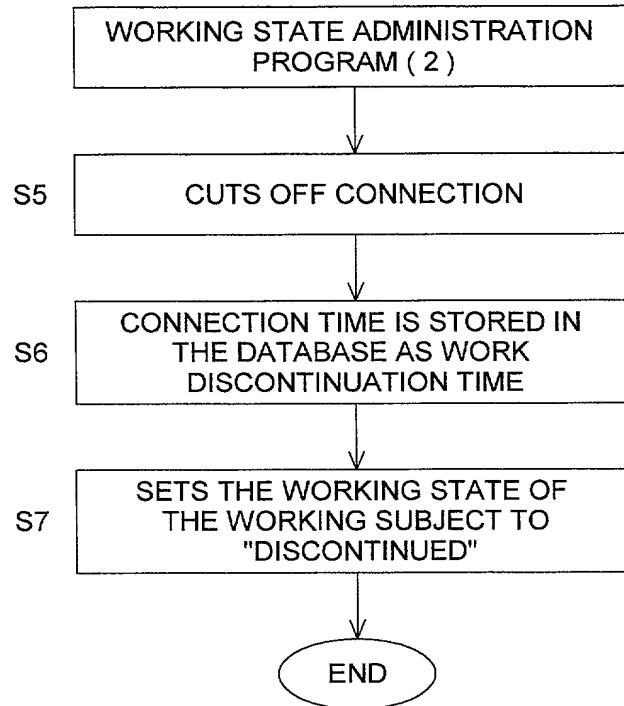 WORKING STATE ADMINISTRATION
PROGRAM ( 2 )
S5
CUTS OFF CONNECTION
S6
CONNECTION TIME IS STORED IN
THE DATABASE AS WORK
DISCONTINUATION TIME
S7
SETS THE WORKING STATE OF
THE WORKING SUBJECT TO
"DISCONTINUED"
END